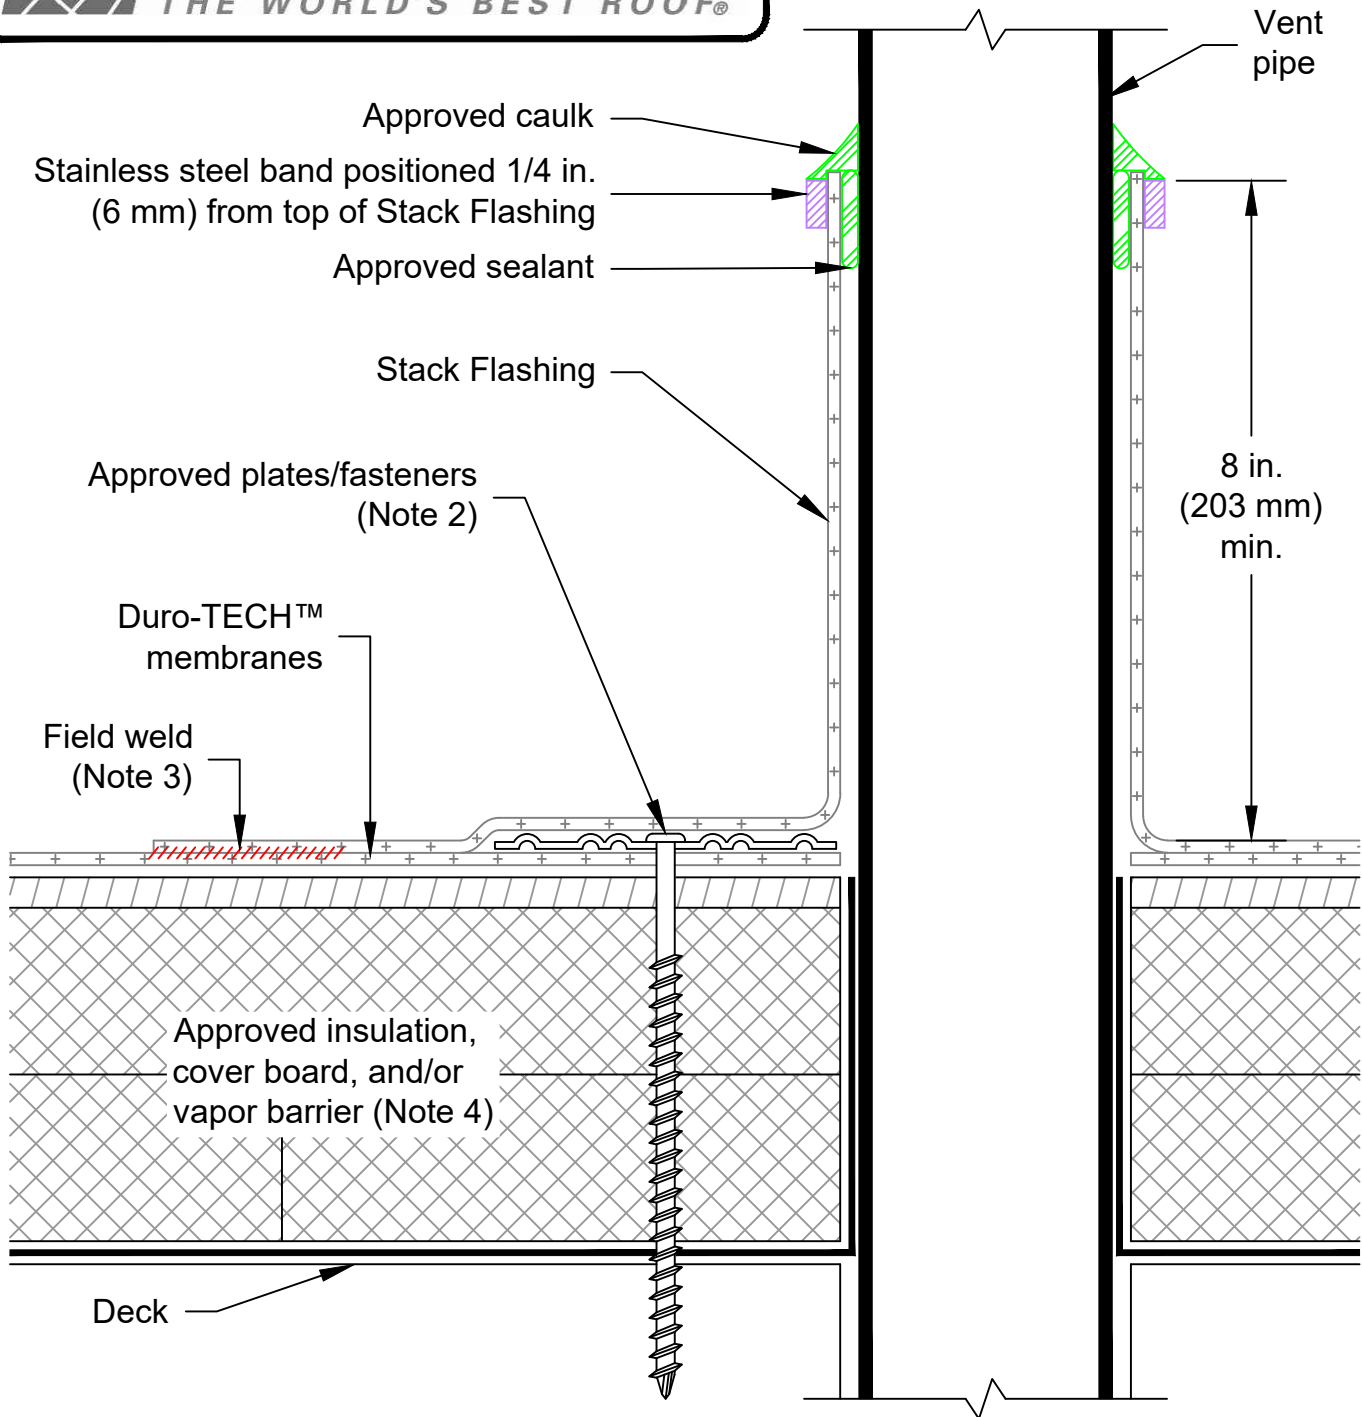 THE WORLD'S BEST ROOF®
Vent
pipe
Approved caulk
Stainless steel band positioned 1/4 in.
(6 mm) from top of Stack Flashing
Approved sealant
Stack Flashing
Approved plates/fasteners
(Note 2)
8 in.
(203 mm)
min.
Duro-TECH™
membranes
Field weld
(Note 3)
Approved insulation,
cover board, and/or
vapor barrier (Note 4)
Deck